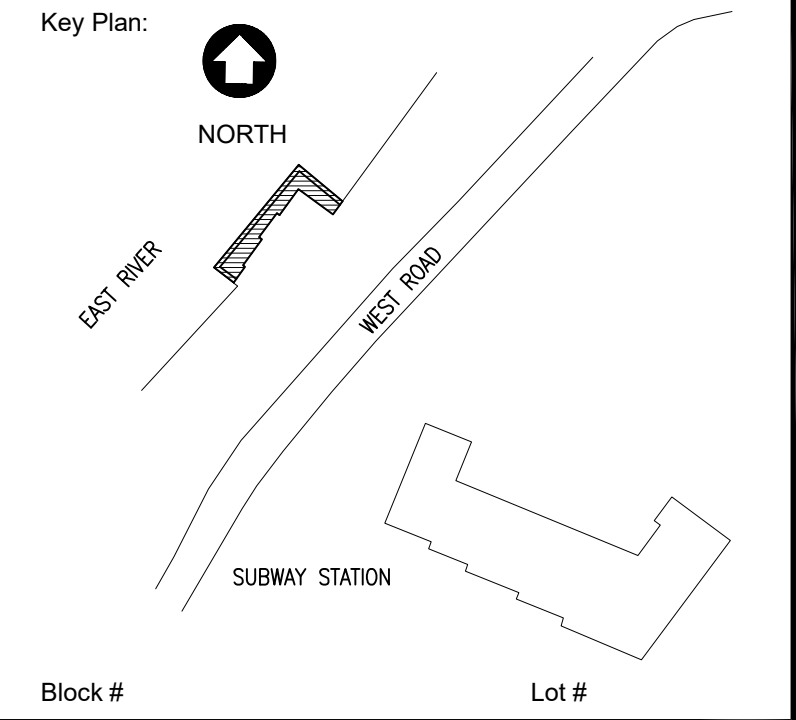 Key Plan:
NORTH
EAST RIVER
WEST ROAD
SUBWAY STATION
Block #
Lot #